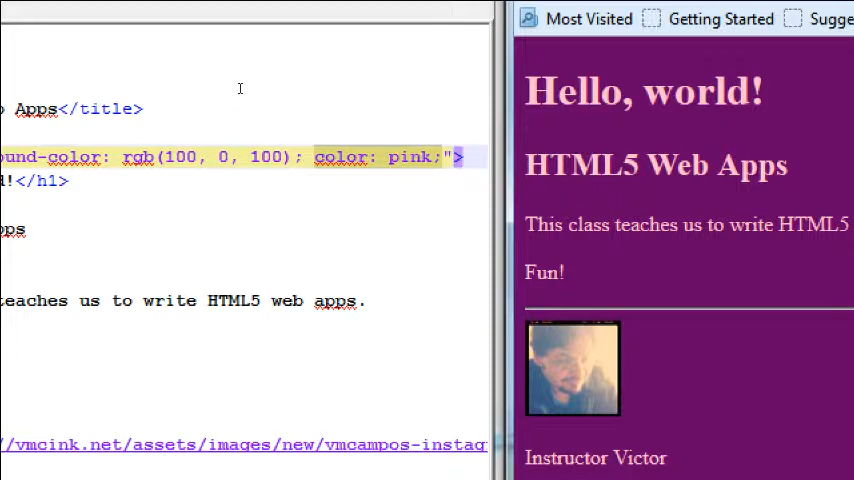 o Apps</title>
ound-color: rgb(100, 0, 100); color: pink;">
d!</h1>
pps
teaches us to write HTML5 web apps.
//vmcink.net/assets/images/new/vmcampos-instag
Most Visited Getting Started Sugge
Hello, world!
HTML5 Web Apps
This class teaches us to write HTML5
Fun!
Instructor Victor